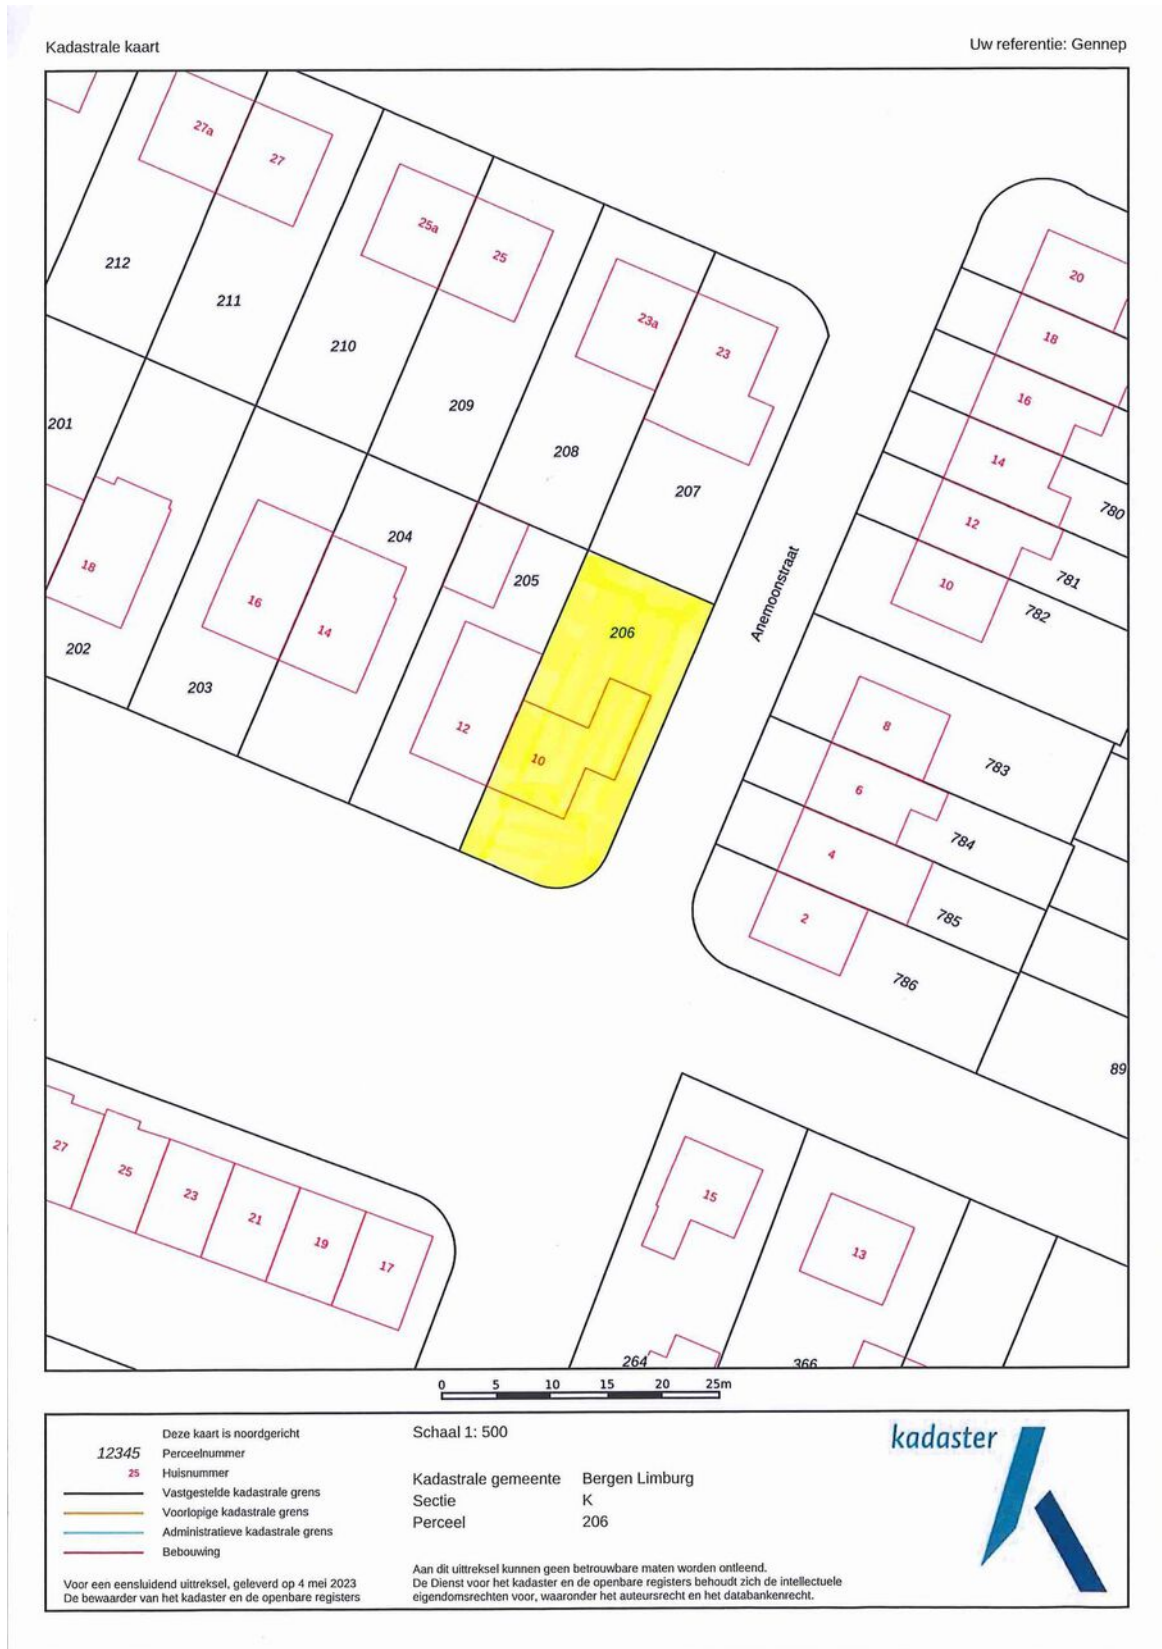 Kadastrale kaart
Uw referentie: Gennep
27a
27
25a
25
20
212
18
211
23a
23
210
16
209
201
14
208
207
780
12
204
18
205
781
10
16
782
14
206
202
203
12
8
10
783
6
784
4
2
785
786
Anemoonstraat
89
27
25
23
15
21
19
13
17
264
366
0 5 10 15 20 25m
Deze kaart is noordgericht
12345 Perceelnummer
25 Huisnummer
Vastgestelde kadastrale grens
Voorlopige kadastrale grens
Administratieve kadastrale grens
Bebouwing
Voor een eensluidend uittreksel, geleverd op 4 mei 2023
De bewaarder van het kadaster en de openbare registers
Schaal 1: 500
Kadastrale gemeente Bergen Limburg
Sectie K
Perceel 206
Aan dit uittreksel kunnen geen betrouwbare maten worden ontleend.
De Dienst voor het kadaster en de openbare registers behoudt zich de intellectuele
eigendomsrechten voor, waaronder het auteursrecht en het databankenrecht.
kadaster